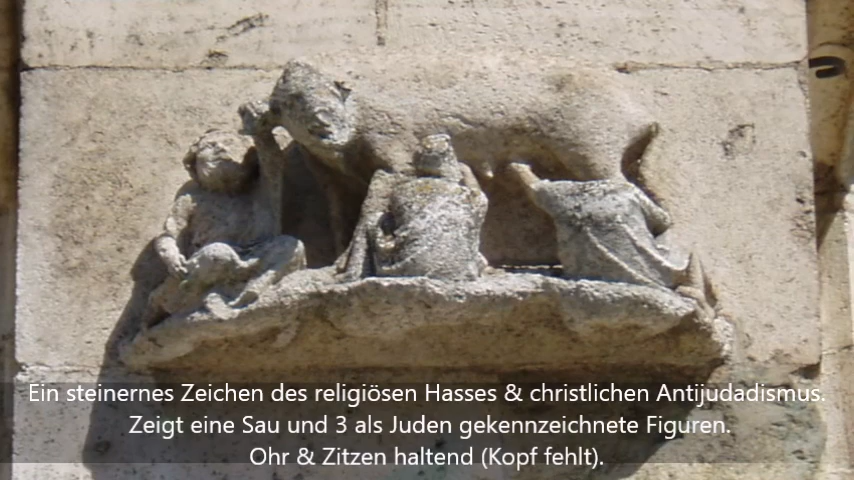 Ein steinernes Zeichen des religiösen Hasses & christlichen Antijudadismus.
Zeigt eine Sau und 3 als Juden gekennzeichnete Figuren.
Ohr & Zitzen haltend (Kopf fehlt).